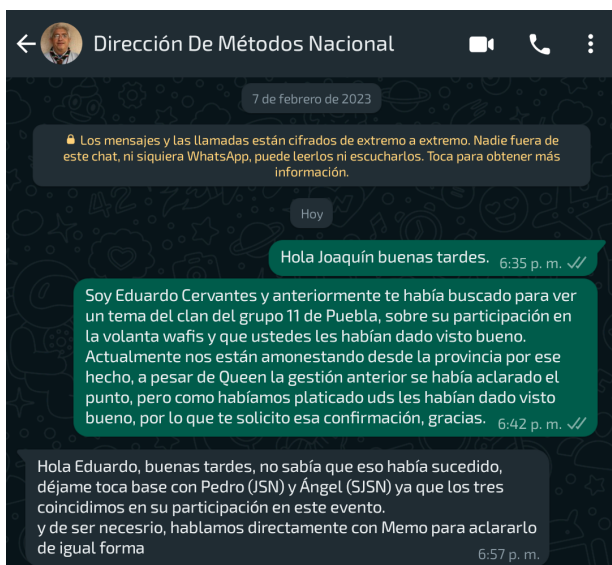 Dirección De Métodos Nacional
7 de febrero de 2023
Los mensajes y las llamadas están cifrados de extremo a extremo. Nadie fuera de
este chat, ni siquiera WhatsApp, puede leerlos ni escucharlos. Toca para obtener más
información.
Hoy
Hola Joaquín buenas tardes. 6:35 p. m.
Soy Eduardo Cervantes y anteriormente te había buscado para ver
un tema del clan del grupo 11 de Puebla, sobre su participación en
la volanta wafis y que ustedes les habían dado visto bueno.
Actualmente nos están amonestando desde la provincia por ese
hecho, a pesar de Queen la gestión anterior se había aclarado el
punto, pero como habíamos platicado uds les habían dado visto
bueno, por lo que te solicito esa confirmación, gracias. 6:42 p. m.
Hola Eduardo, buenas tardes, no sabía que eso había sucedido,
déjame toca base con Pedro (JSN) y Ángel (SJSN) ya que los tres
coincidimos en su participación en este evento.
y de ser necesrio, hablamos directamente con Memo para aclararlo
de igual forma 6:57 p. m.